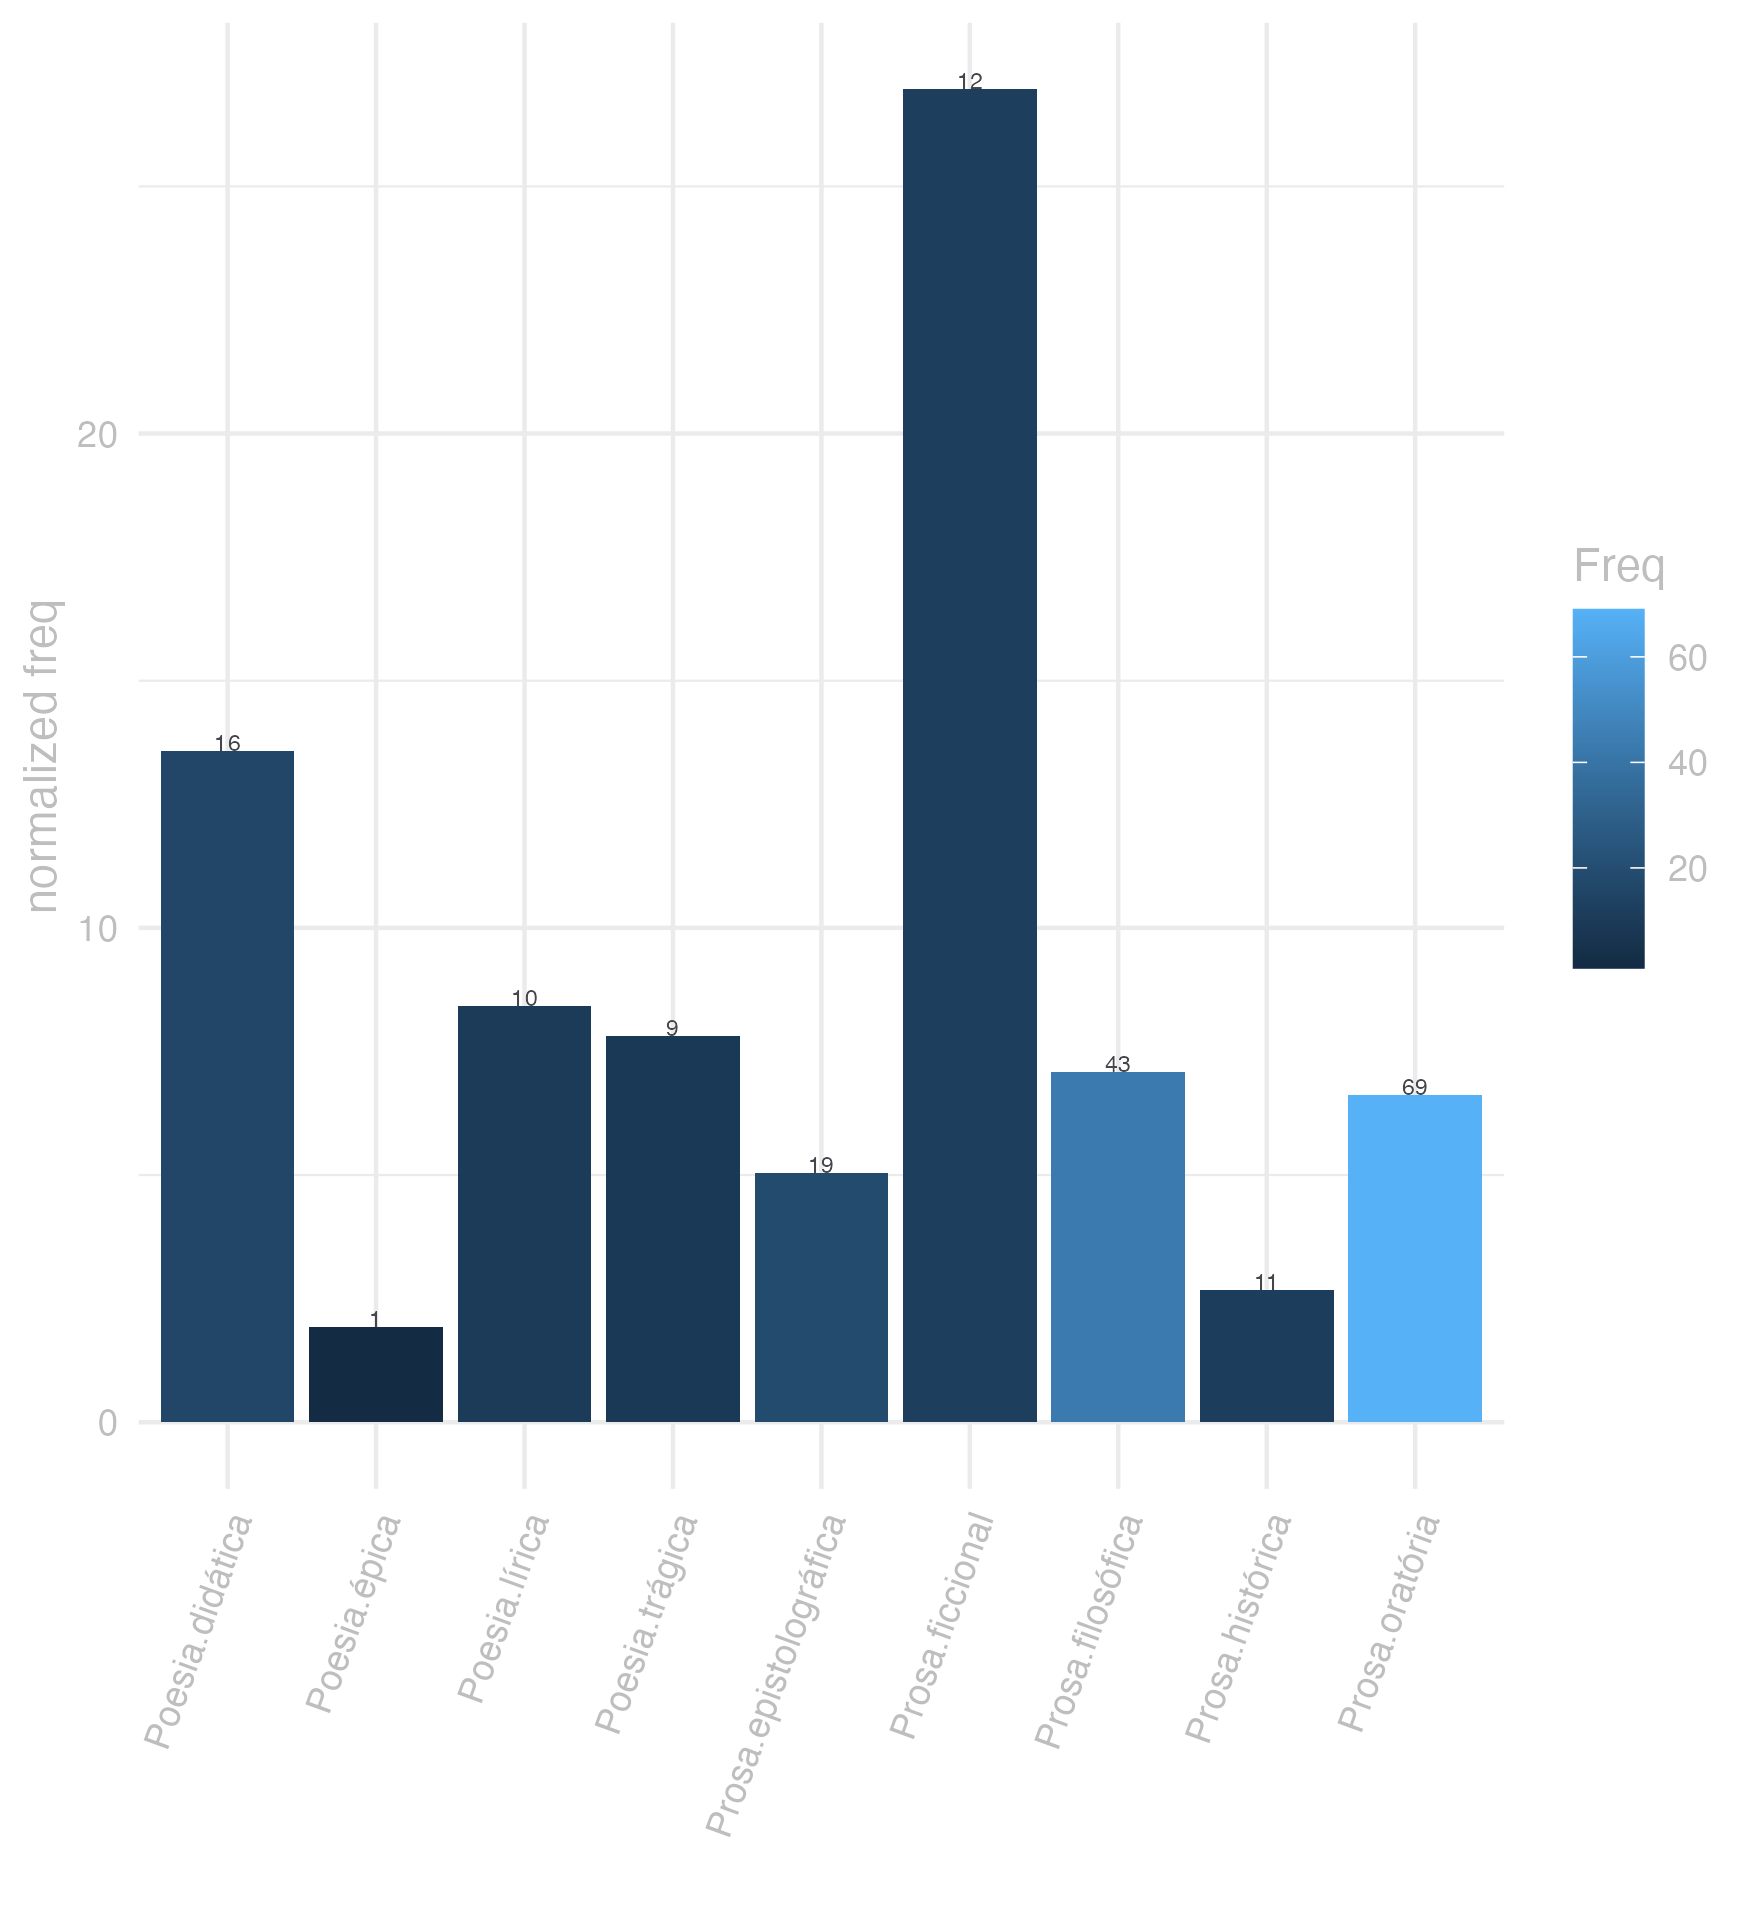 normalized freq
20
10
0
16
1
10
9
19
12
43
11
69
Poesia.didática
Poesia.épica
Poesia.lírica
Poesia.trágica
Prosa.epistolográfica
Prosa.ficcional
Prosa.filosófica
Prosa.histórica
Prosa.oratória
Freq
60
40
20